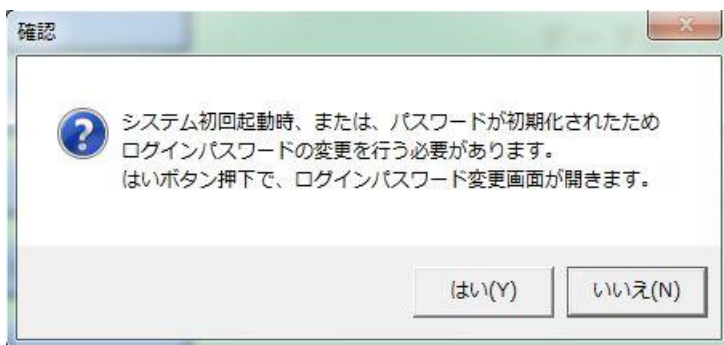 確認
システム初回起動時、または、パスワードが初期化されたため
ログインパスワードの変更を行う必要があります。
はいボタン押下で、ログインパスワード変更画面が開きます。
はい(Y)
いいえ(N)